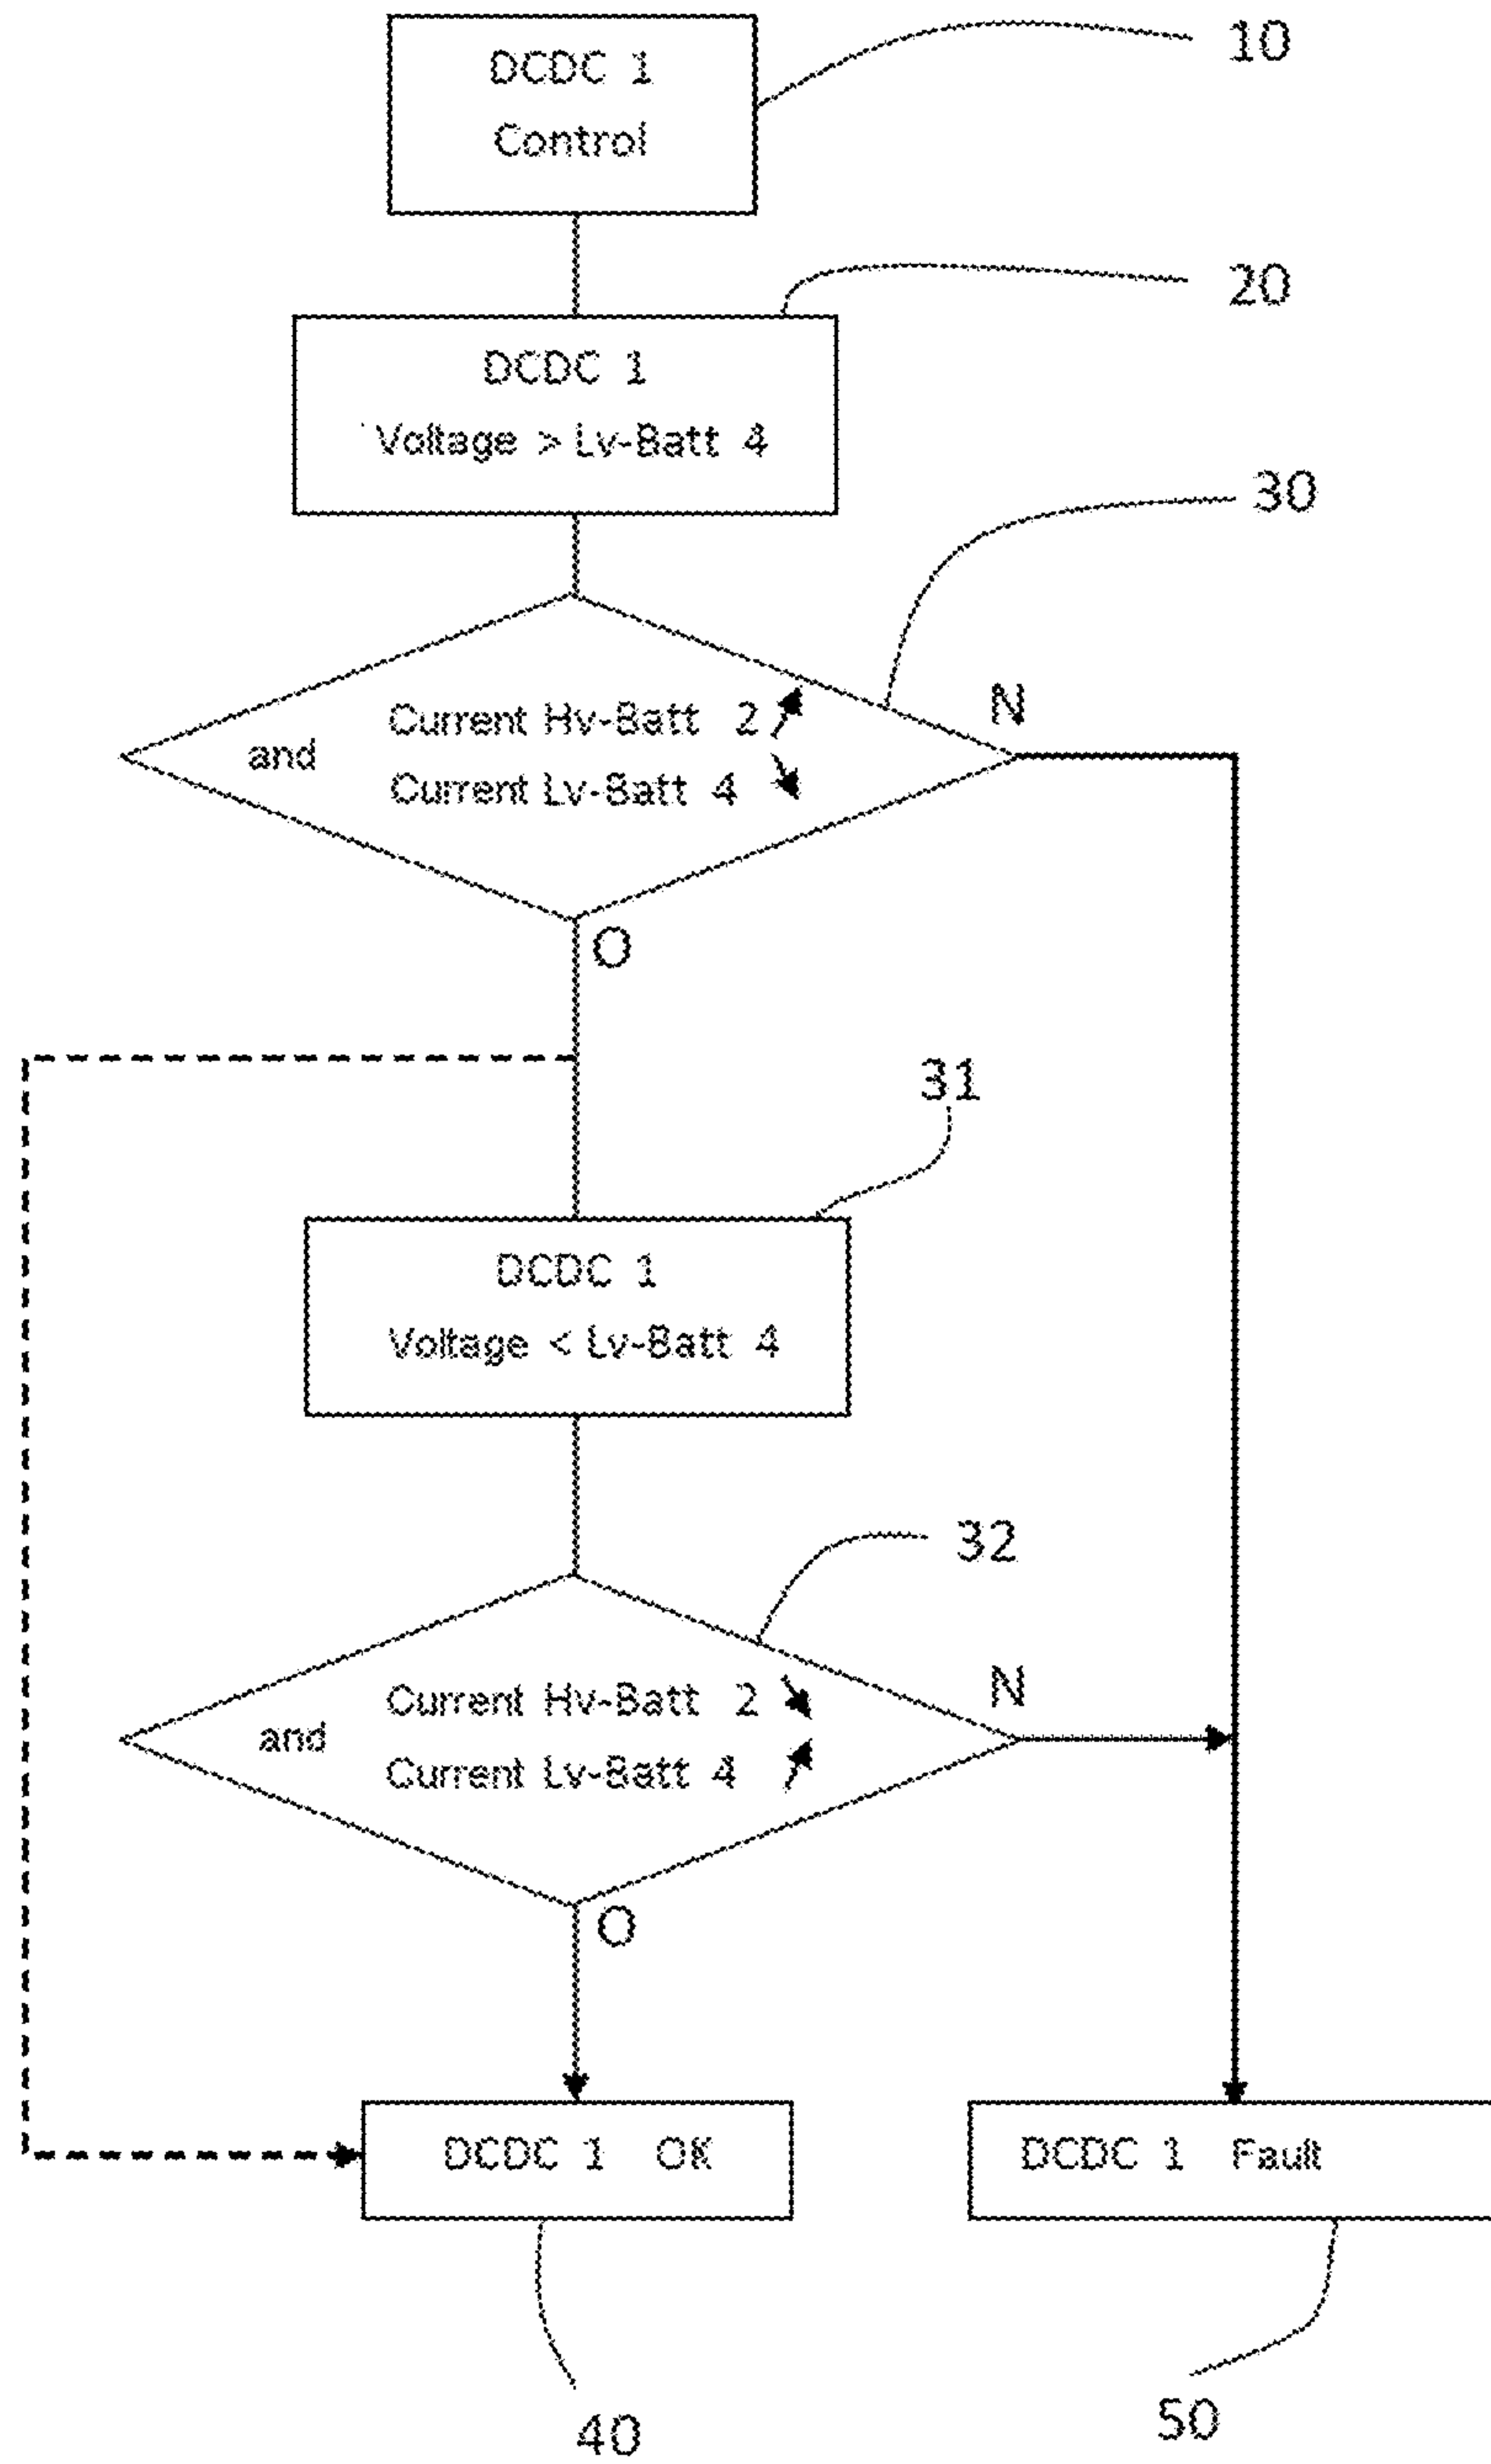 DCDC 1
Control
10
DCDC 1
Voltage > Lv-Batt 4
20
30
Current Hv-Batt 2 ↗
and
Current Lv-Batt 4 ↘
N
O
31
DCDC 1
Voltage < Lv-Batt 4
32
Current Hv-Batt 2 ↘
and
Current Lv-Batt 4 ↗
N
O
DCDC 1 OK
DCDC 1 Fault
40
50